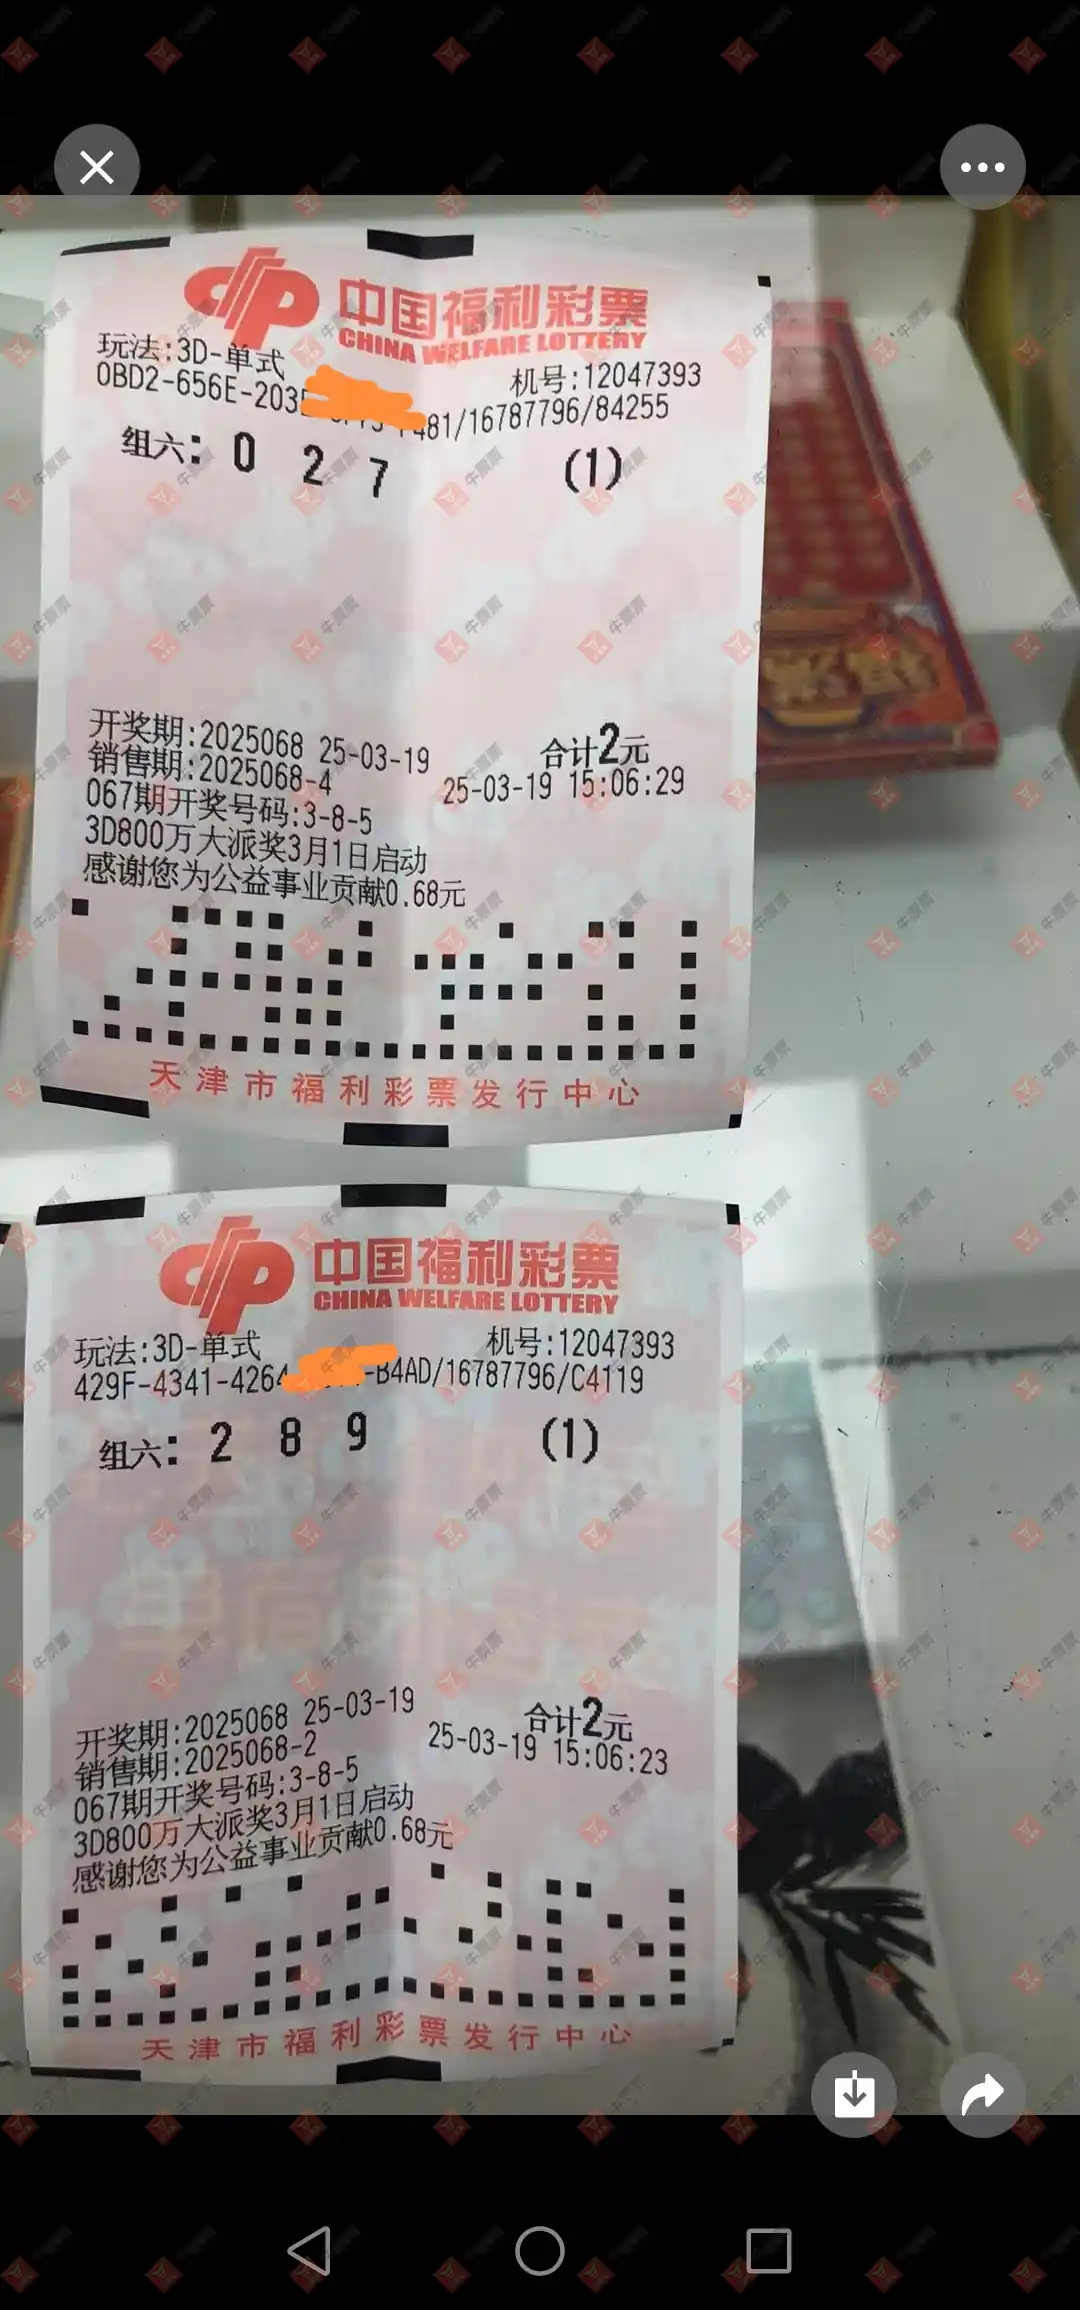 中国福利彩票
CHINA WELFARE LOTTERY
玩法:3D-单式
机号:12047393
0BD2-656E-203 481/16787796/84255
组六: 0 2 7 (1)
开奖期:2025068 25-03-19 合计2元
销售期:2025068-4 25-03-19 15:06:29
067期开奖号码:3-8-5
3D800万大派奖3月1日启动
感谢您为公益事业贡献0.68元
天津市福利彩票发行中心
中国福利彩票
CHINA WELFARE LOTTERY
玩法:3D-单式 机号:12047393
429F-4341-4264 -B4AD/16787796/C4119
组六: 2 8 9 (1)
开奖期:2025068 25-03-19 合计2元
销售期:2025068-2 25-03-19 15:06:23
067期开奖号码:3-8-5
3D800万大派奖3月1日启动
感谢您为公益事业贡献0.68元
天津市福利彩票发行中心
牛票票